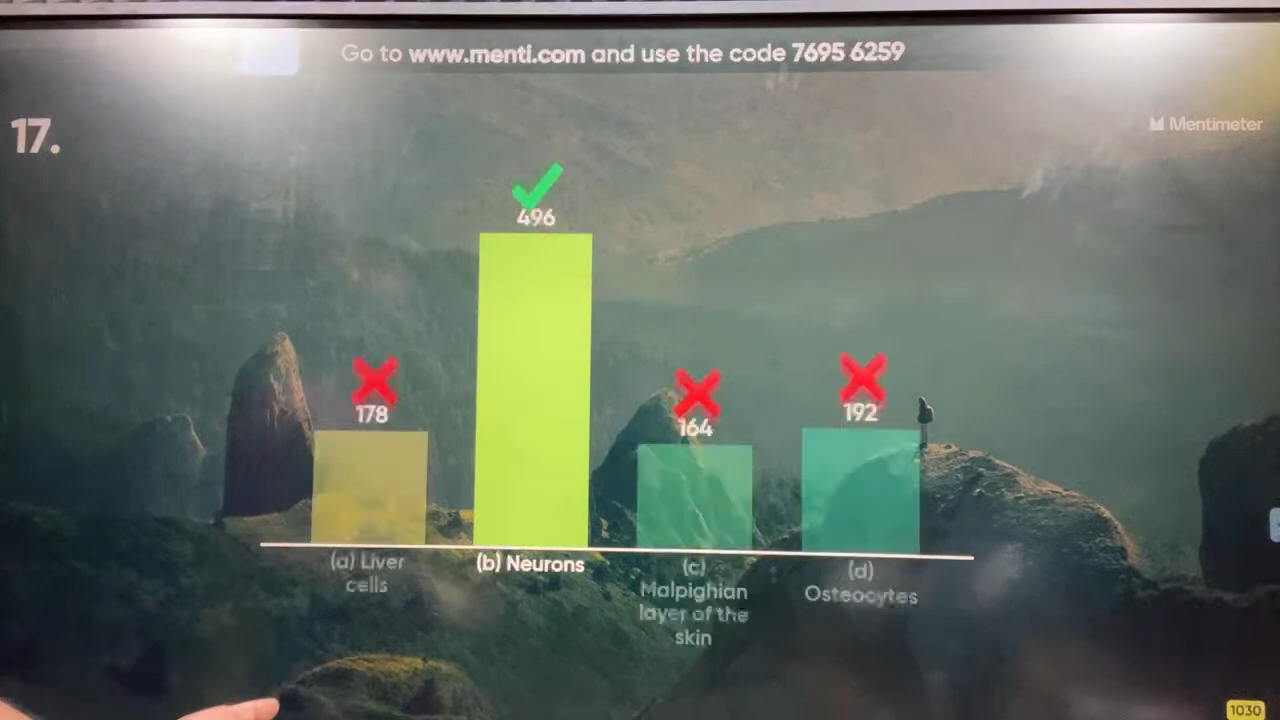 Go to www.menti.com and use the code 7695 6259
17.
Mentimeter
496
178
164
192
(a) Liver
cells
(b) Neurons
(c)
Malpighian
layer of the
skin
(d)
Osteocytes
1030